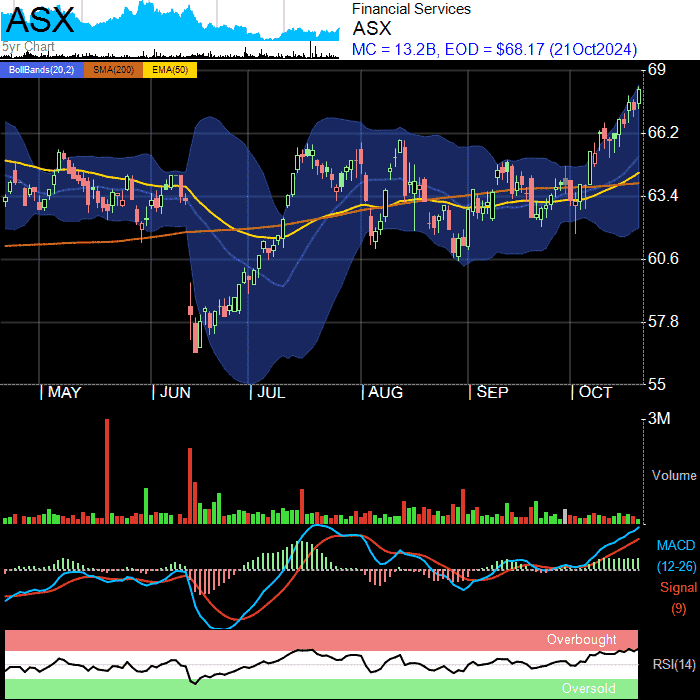 ASX
5yr Chart
Financial Services
ASX
MC = 13.2B, EOD = $68.17 (21Oct2024)
BollBands(20,2) SMA(200) EMA(50)
69
66.2
63.4
60.6
57.8
55
MAY JUN JUL AUG SEP OCT
3M
Volume
MACD
(12-26)
Signal
(9)
Overbought
RSI(14)
Oversold